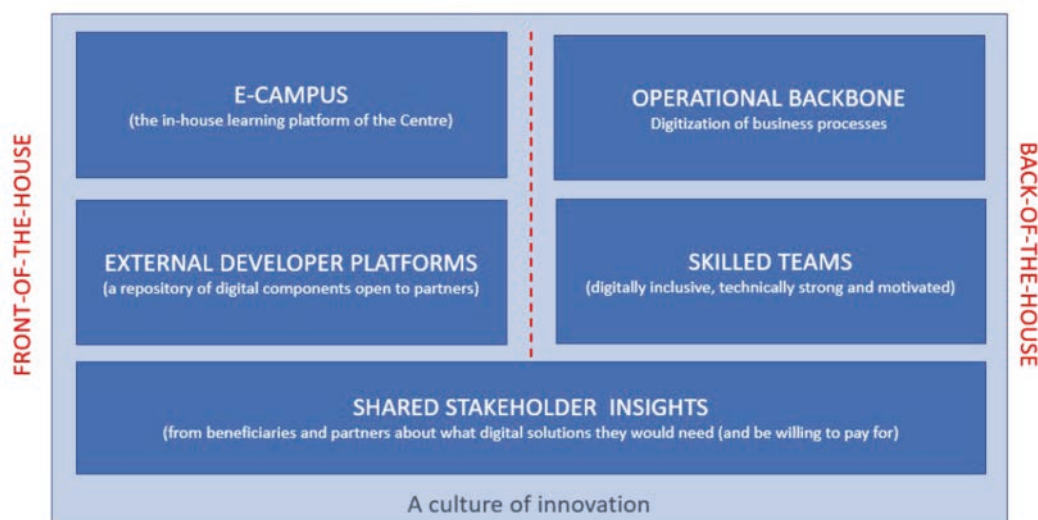 FRONT-OF-THE-HOUSE
E-CAMPUS
(the in-house learning platform of the Centre)
EXTERNAL DEVELOPER PLATFORMS
(a repository of digital components open to partners)
OPERATIONAL BACKBONE
Digitization of business processes
SKILLED TEAMS
(digitally inclusive, technically strong and motivated)
BACK-OF-THE-HOUSE
SHARED STAKEHOLDER INSIGHTS
(from beneficiaries and partners about what digital solutions they would need (and be willing to pay for)
A culture of innovation